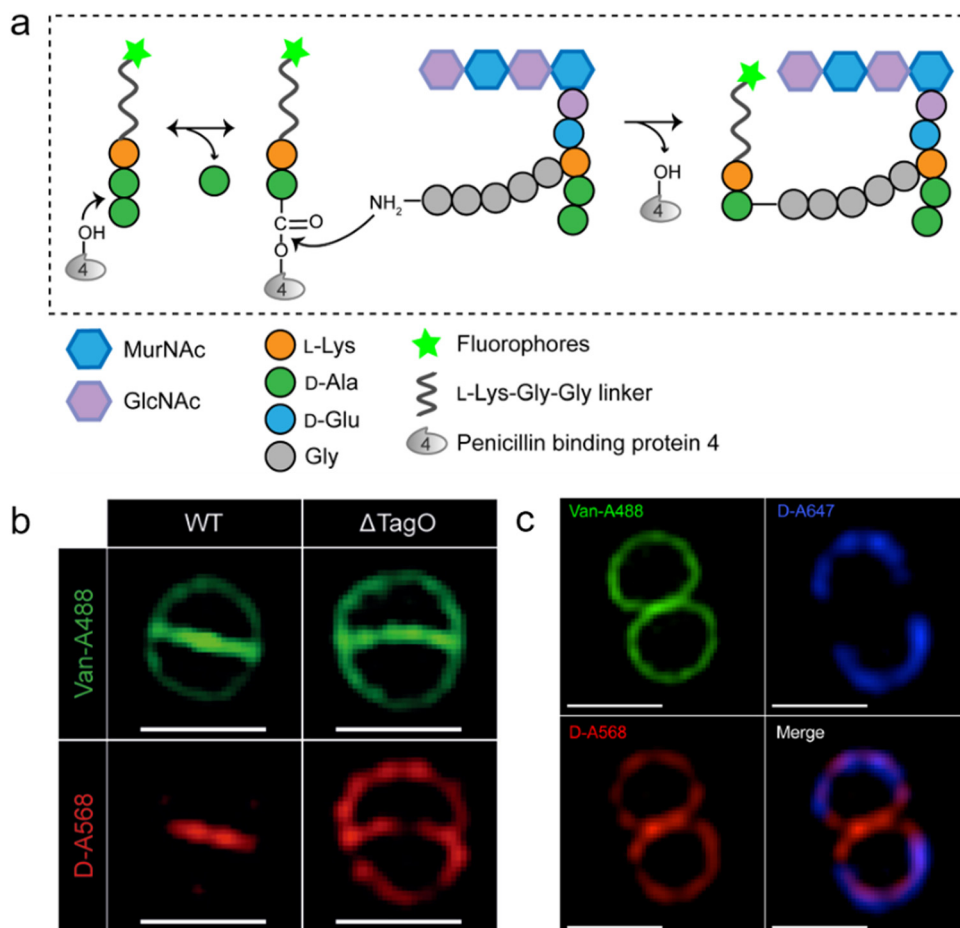 a
OH
4
C=O
O
4
NH2
OH
4
MurNAc
GlcNAc
L-Lys
D-Ala
D-Glu
Gly
Fluorophores
L-Lys-Gly-Gly linker
4 Penicillin binding protein 4
b
WT
ΔTagO
Van-A488
D-A568
c
Van-A488
D-A647
D-A568
Merge